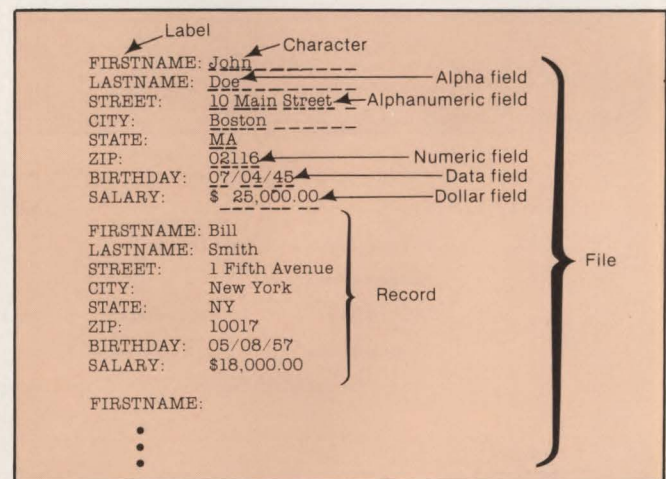 Label
Character
FIRSTNAME: John
LASTNAME: Doe Alpha field
STREET: 10 Main Street Alphanumeric field
CITY: Boston
STATE: MA
ZIP: 02116 Numeric field
BIRTHDAY: 07/04/45 Data field
SALARY: $ 25,000.00 Dollar field
FIRSTNAME: Bill
LASTNAME: Smith
STREET: 1 Fifth Avenue
File
CITY: New York
Record
STATE: NY
ZIP: 10017
BIRTHDAY: 05/08/57
SALARY: $18,000.00
FIRSTNAME: